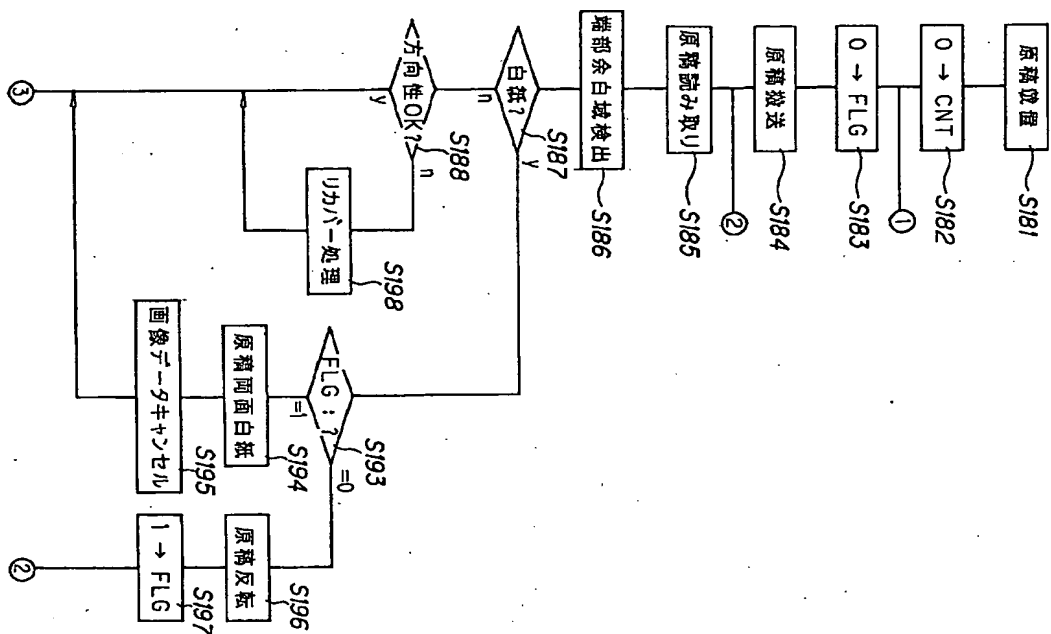 原稿載置
S181
0 → CNT
S182
①
0 → FLG
S183
原稿搬送
S184
②
原稿読み取り
S185
端部余白域検出
S186
白紙?
S187
n
y
方向性OK?
S188
y
n
リカバー処理
S198
③
FLG : ?
S193
=1
=0
原稿両面白紙
S194
画像データキャンセル
S195
原稿反転
S196
1 → FLG
S197
②